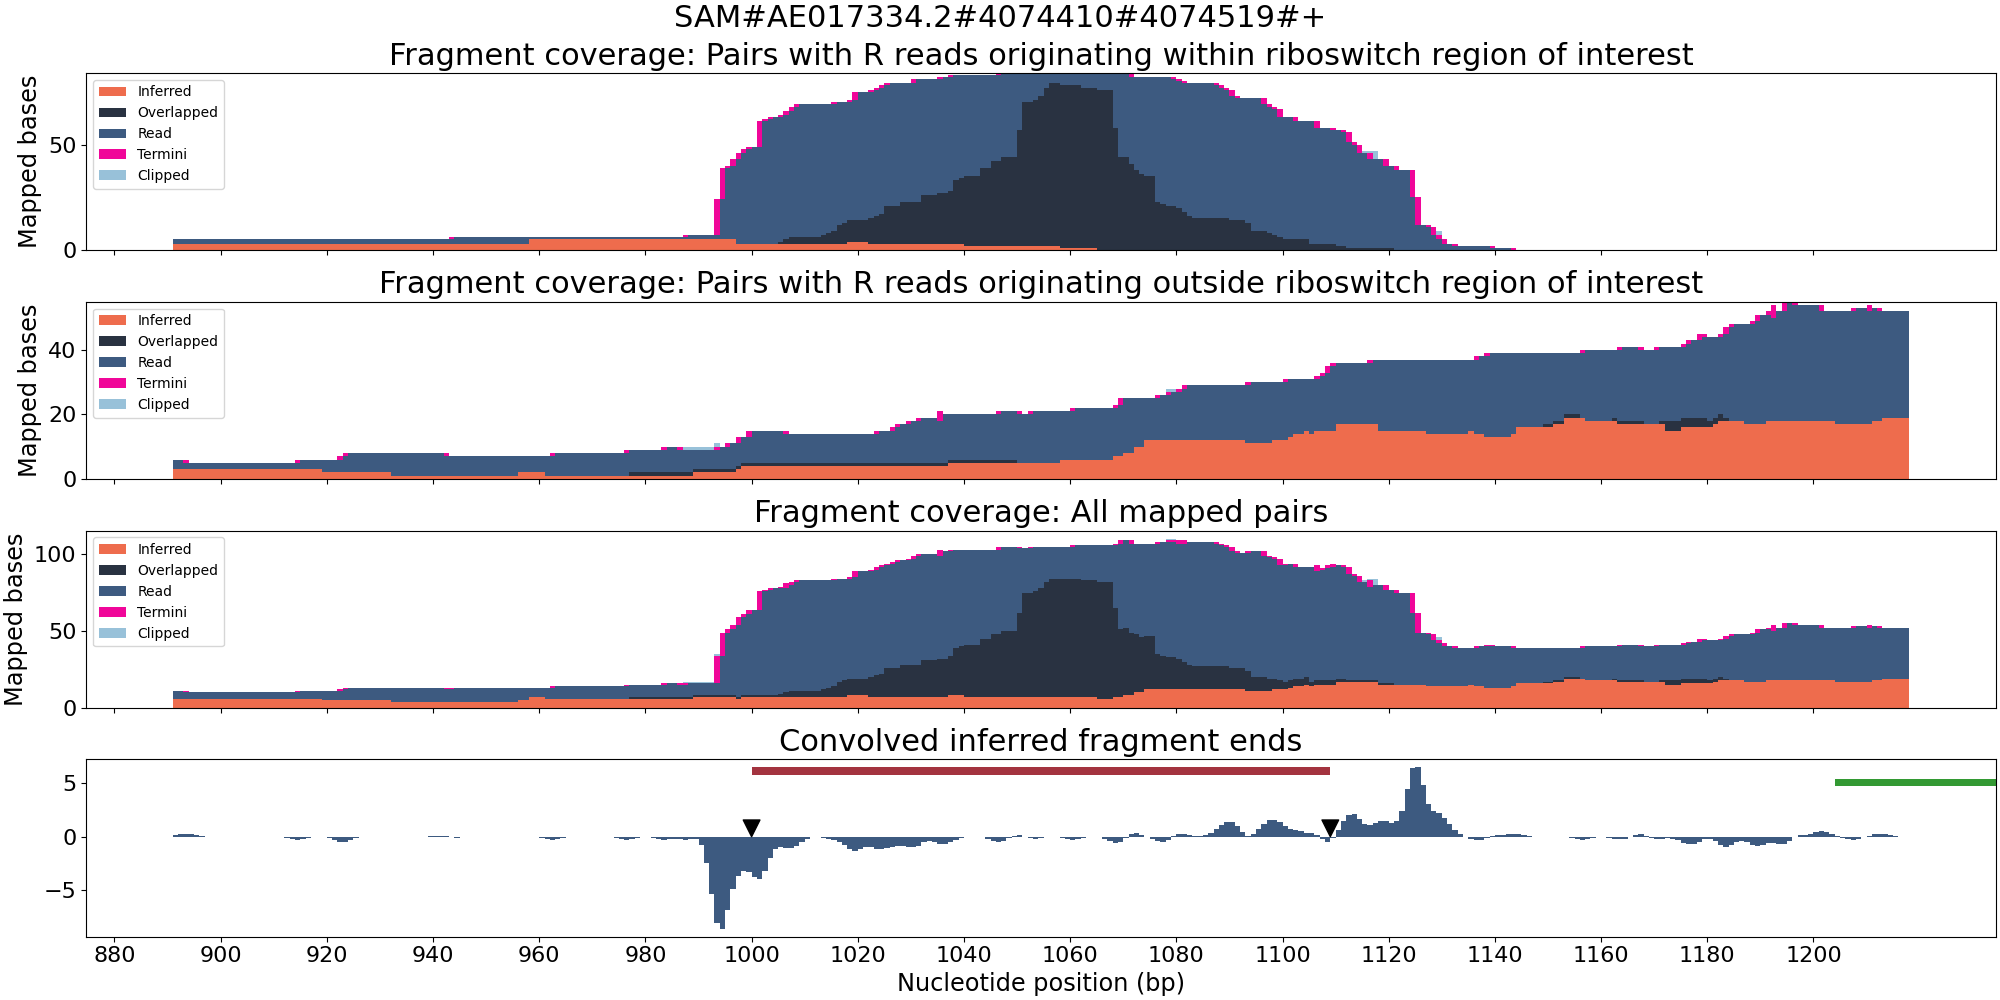 SAM#AE017334.2#4074410#4074519#+
Fragment coverage: Pairs with R reads originating within riboswitch region of interest
Mapped bases
50
0
Inferred
Overlapped
Read
Termini
Clipped
Fragment coverage: Pairs with R reads originating outside riboswitch region of interest
Mapped bases
40
20
0
Inferred
Overlapped
Read
Termini
Clipped
Fragment coverage: All mapped pairs
Mapped bases
100
50
0
Inferred
Overlapped
Read
Termini
Clipped
Convolved inferred fragment ends
5
0
−5
880 900 920 940 960 980 1000 1020 1040 1060 1080 1100 1120 1140 1160 1180 1200
Nucleotide position (bp)